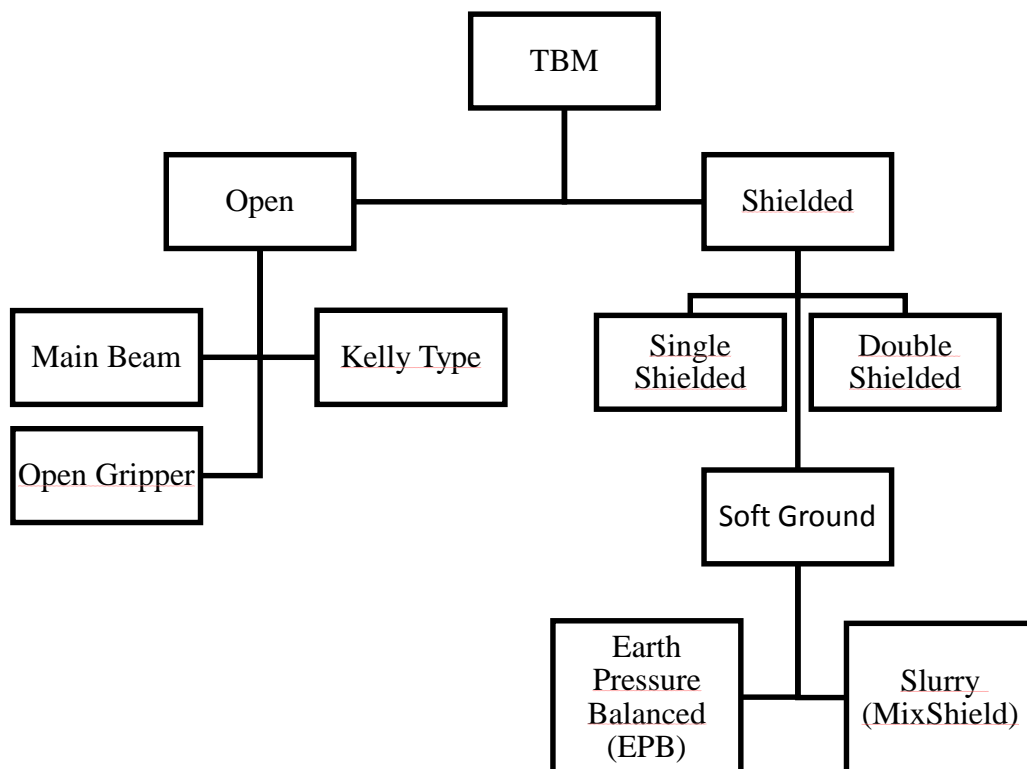 TBM
Open
Shielded
Main Beam
Kelly Type
Single
Shielded
Double
Shielded
Open Gripper
Soft Ground
Earth
Pressure
Balanced
(EPB)
Slurry
(MixShield)